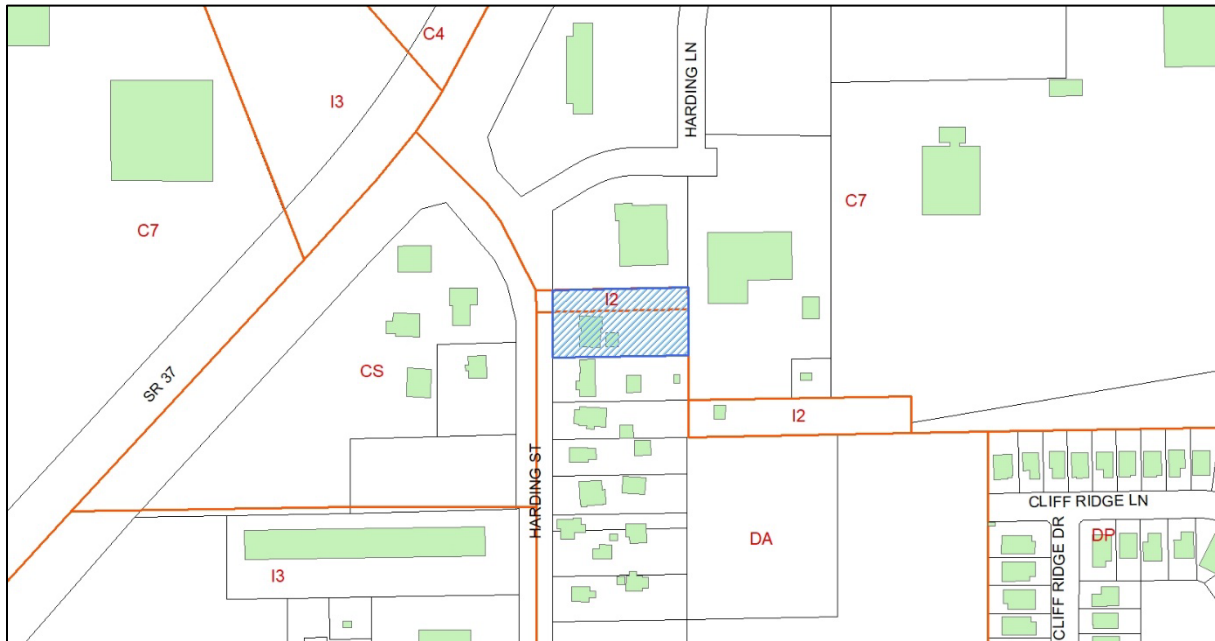 C4
HARDING LN
I3
C7
C7
I2
CS
SR 37
I2
HARDING ST
CLIFF RIDGE LN
DA
DP
CLIFF RIDGE DR
I3